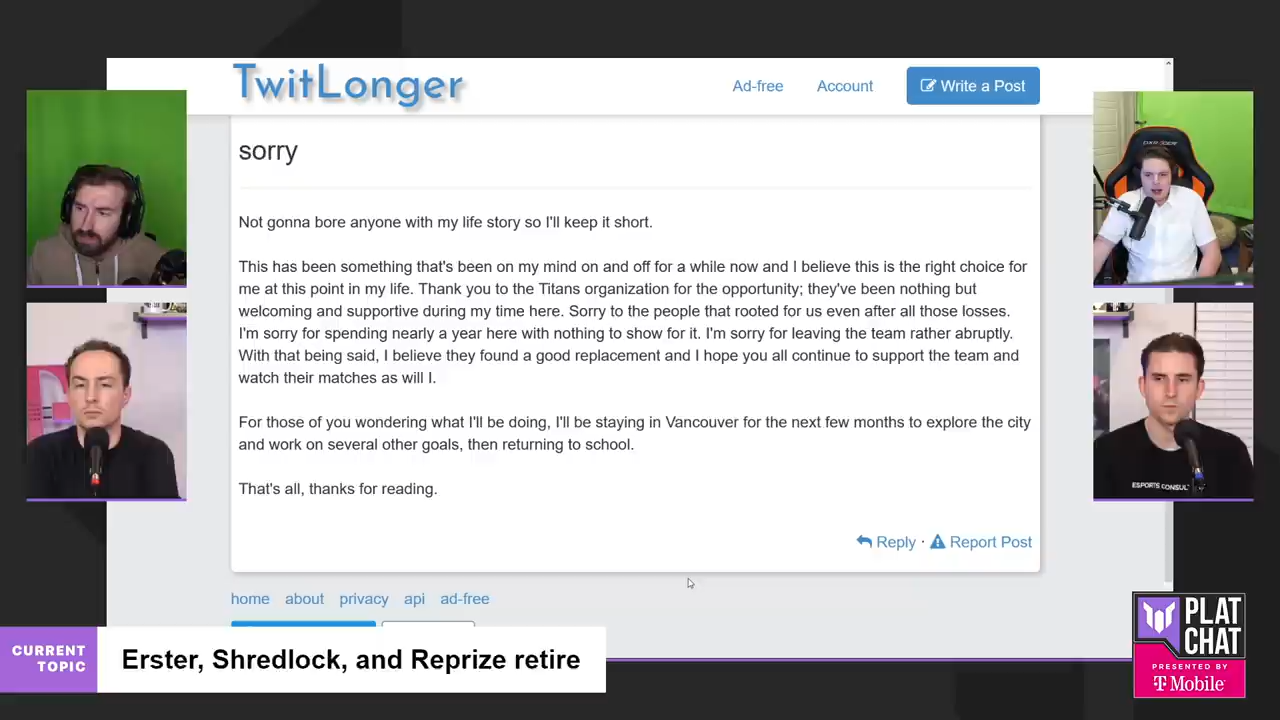 TwitLonger
Ad-free
Account
Write a Post
sorry
Not gonna bore anyone with my life story so I'll keep it short.
This has been something that's been on my mind on and off for a while now and I believe this is the right choice for
me at this point in my life. Thank you to the Titans organization for the opportunity; they've been nothing but
welcoming and supportive during my time here. Sorry to the people that rooted for us even after all those losses.
I'm sorry for spending nearly a year here with nothing to show for it. I'm sorry for leaving the team rather abruptly.
With that being said, I believe they found a good replacement and I hope you all continue to support the team and
watch their matches as will I.
For those of you wondering what I'll be doing, I'll be staying in Vancouver for the next few months to explore the city
and work on several other goals, then returning to school.
That's all, thanks for reading.
Reply · Report Post
home
about
privacy
api
ad-free
ESPORTS CONSUL
CURRENT
TOPIC
Erster, Shredlock, and Reprize retire
PLAT
CHAT
PRESENTED BY
T Mobile